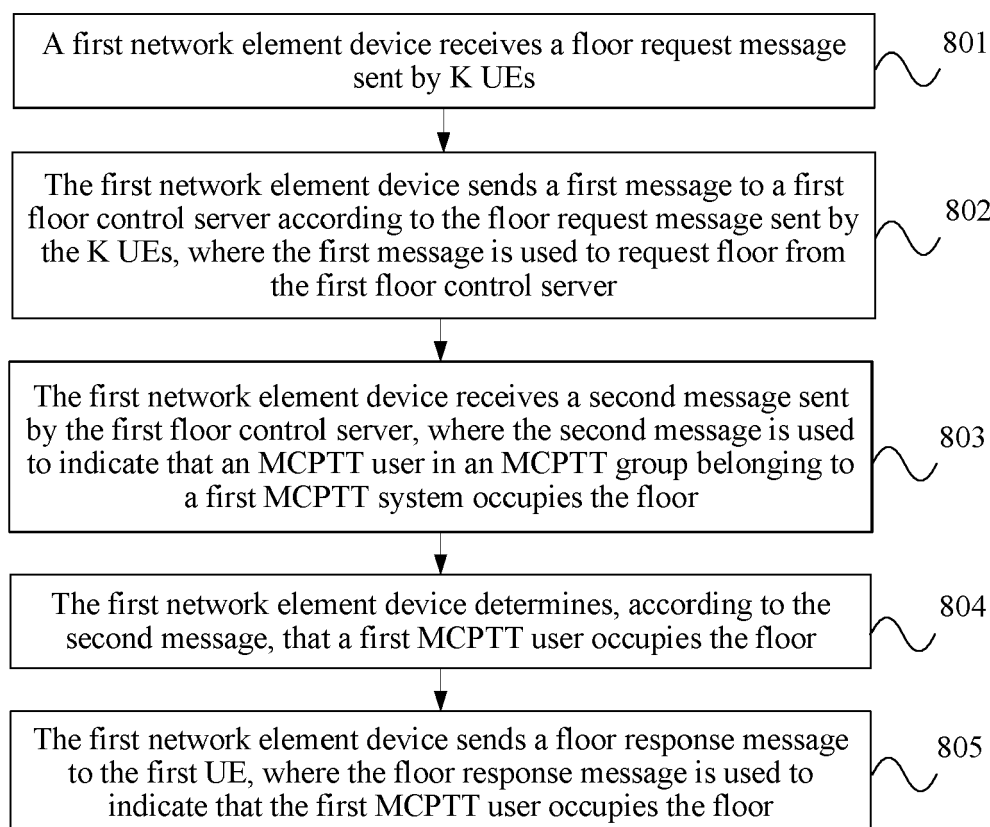 A first network element device receives a floor request message
sent by K UEs
801
The first network element device sends a first message to a first
floor control server according to the floor request message sent by
the K UEs, where the first message is used to request floor from
the first floor control server
802
The first network element device receives a second message sent
by the first floor control server, where the second message is used
to indicate that an MCPTT user in an MCPTT group belonging to
a first MCPTT system occupies the floor
803
The first network element device determines, according to the
second message, that a first MCPTT user occupies the floor
804
The first network element device sends a floor response message
to the first UE, where the floor response message is used to
indicate that the first MCPTT user occupies the floor
805